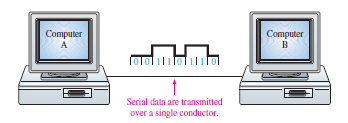 Computer
A
Computer
B
0 0 1 1 0 1 1 0
Serial data are transmitted
over a single conductor.